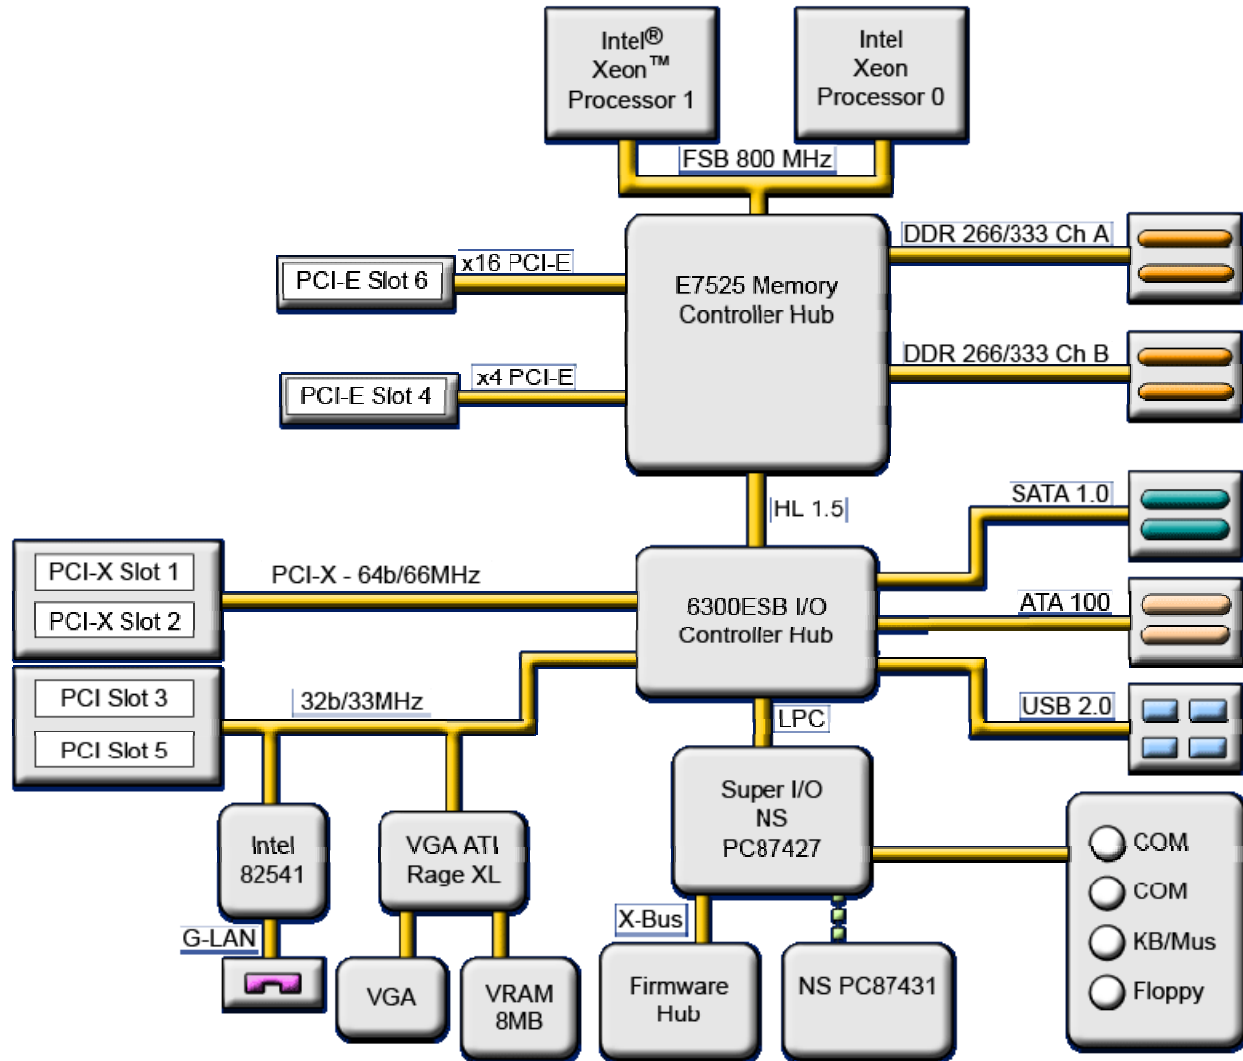 Intel®
Xeon™
Processor 1
Intel
Xeon
Processor 0
FSB 800 MHz
DDR 266/333 Ch A
x16 PCI-E
PCI-E Slot 6
E7525 Memory
Controller Hub
DDR 266/333 Ch B
x4 PCI-E
PCI-E Slot 4
HL 1.5
SATA 1.0
PCI-X Slot 1
PCI-X Slot 2
PCI-X - 64b/66MHz
6300ESB I/O
Controller Hub
ATA 100
PCI Slot 3
PCI Slot 5
32b/33MHz
LPC
USB 2.0
Intel
82541
VGA ATI
Rage XL
Super I/O
NS
PC87427
COM
COM
KB/Mus
Floppy
G-LAN
X-Bus
VGA
VRAM
8MB
Firmware
Hub
NS PC87431